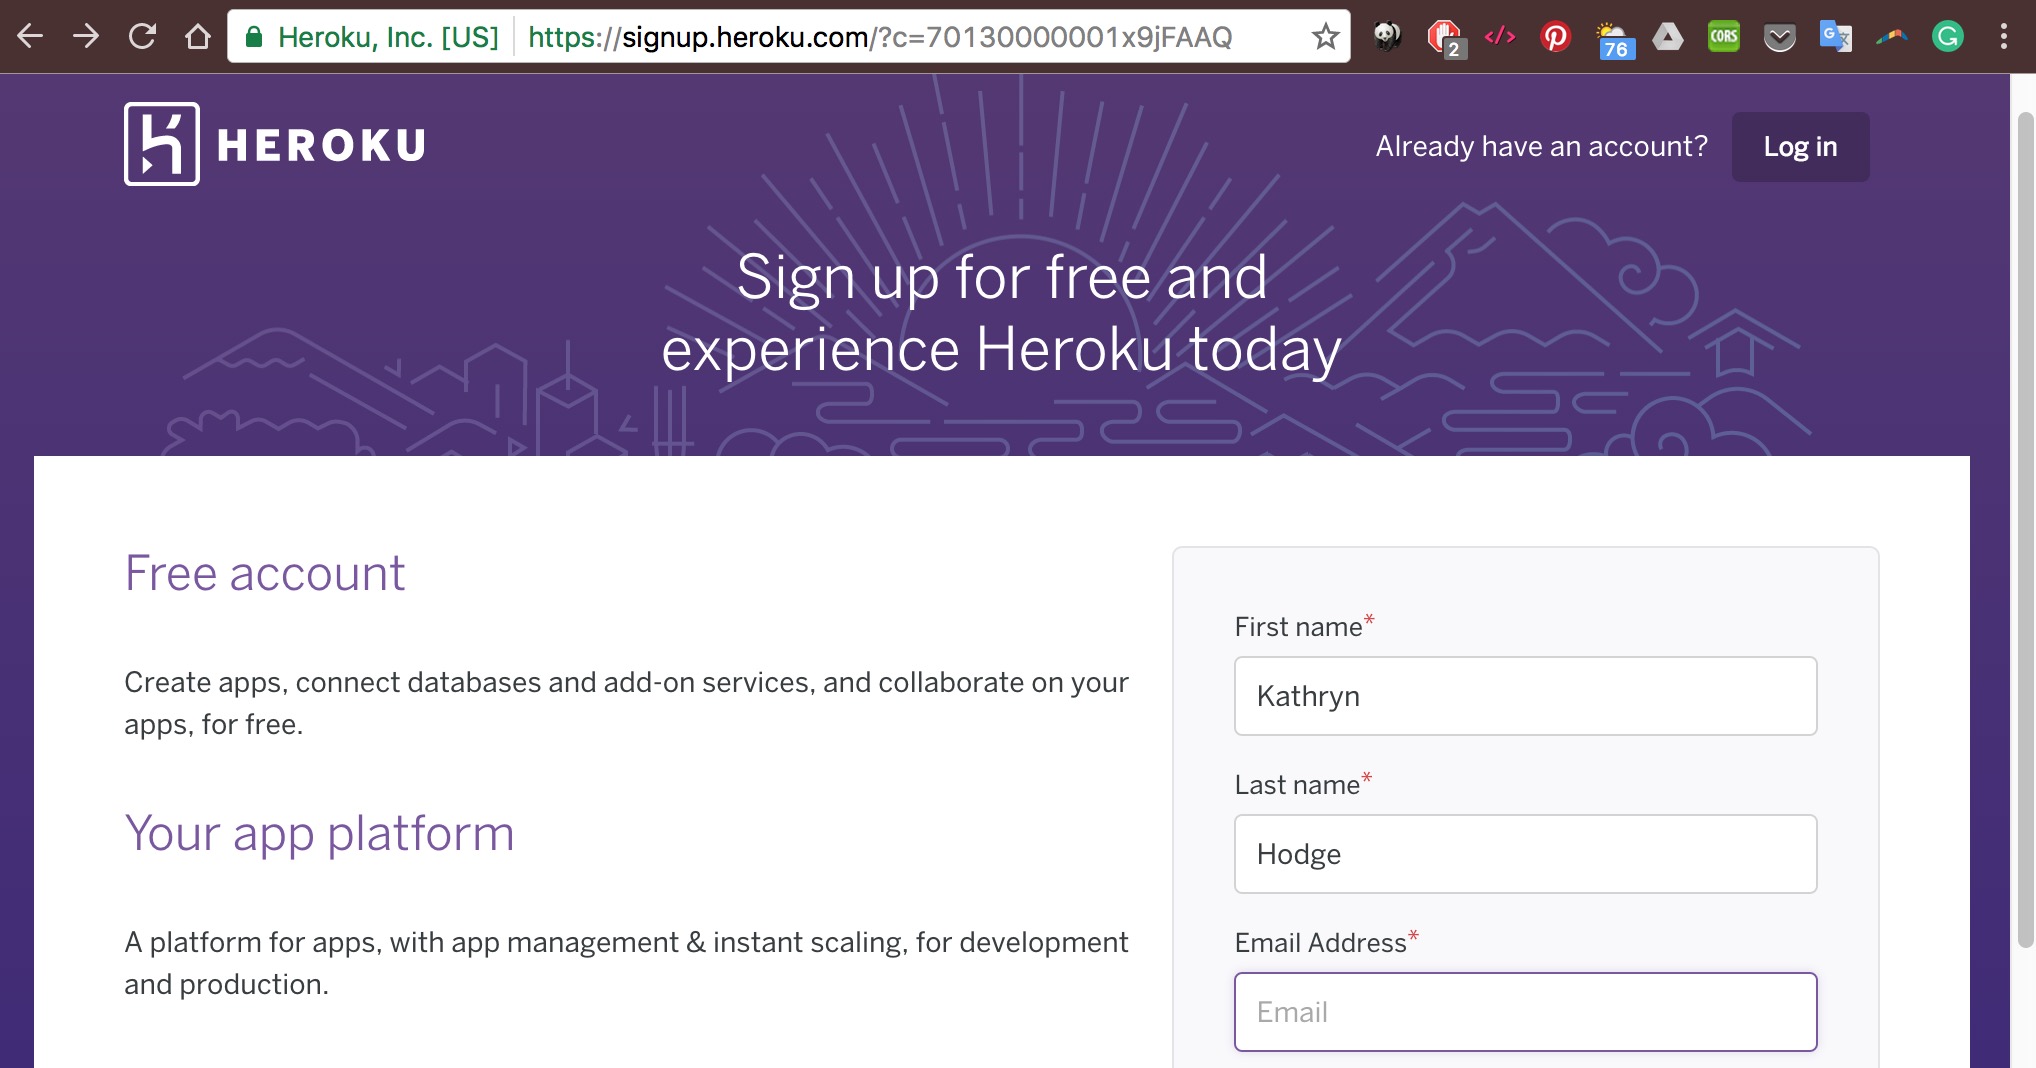 Heroku, Inc. [US] https://signup.heroku.com/?c=70130000001x9jFAAQ
2
</>
76
CORS
G
G
HEROKU
Already have an account? Log in
Sign up for free and
experience Heroku today
Free account
Create apps, connect databases and add-on services, and collaborate on your
apps, for free.
Your app platform
A platform for apps, with app management & instant scaling, for development
and production.
First name*
Kathryn
Last name*
Hodge
Email Address*
Email